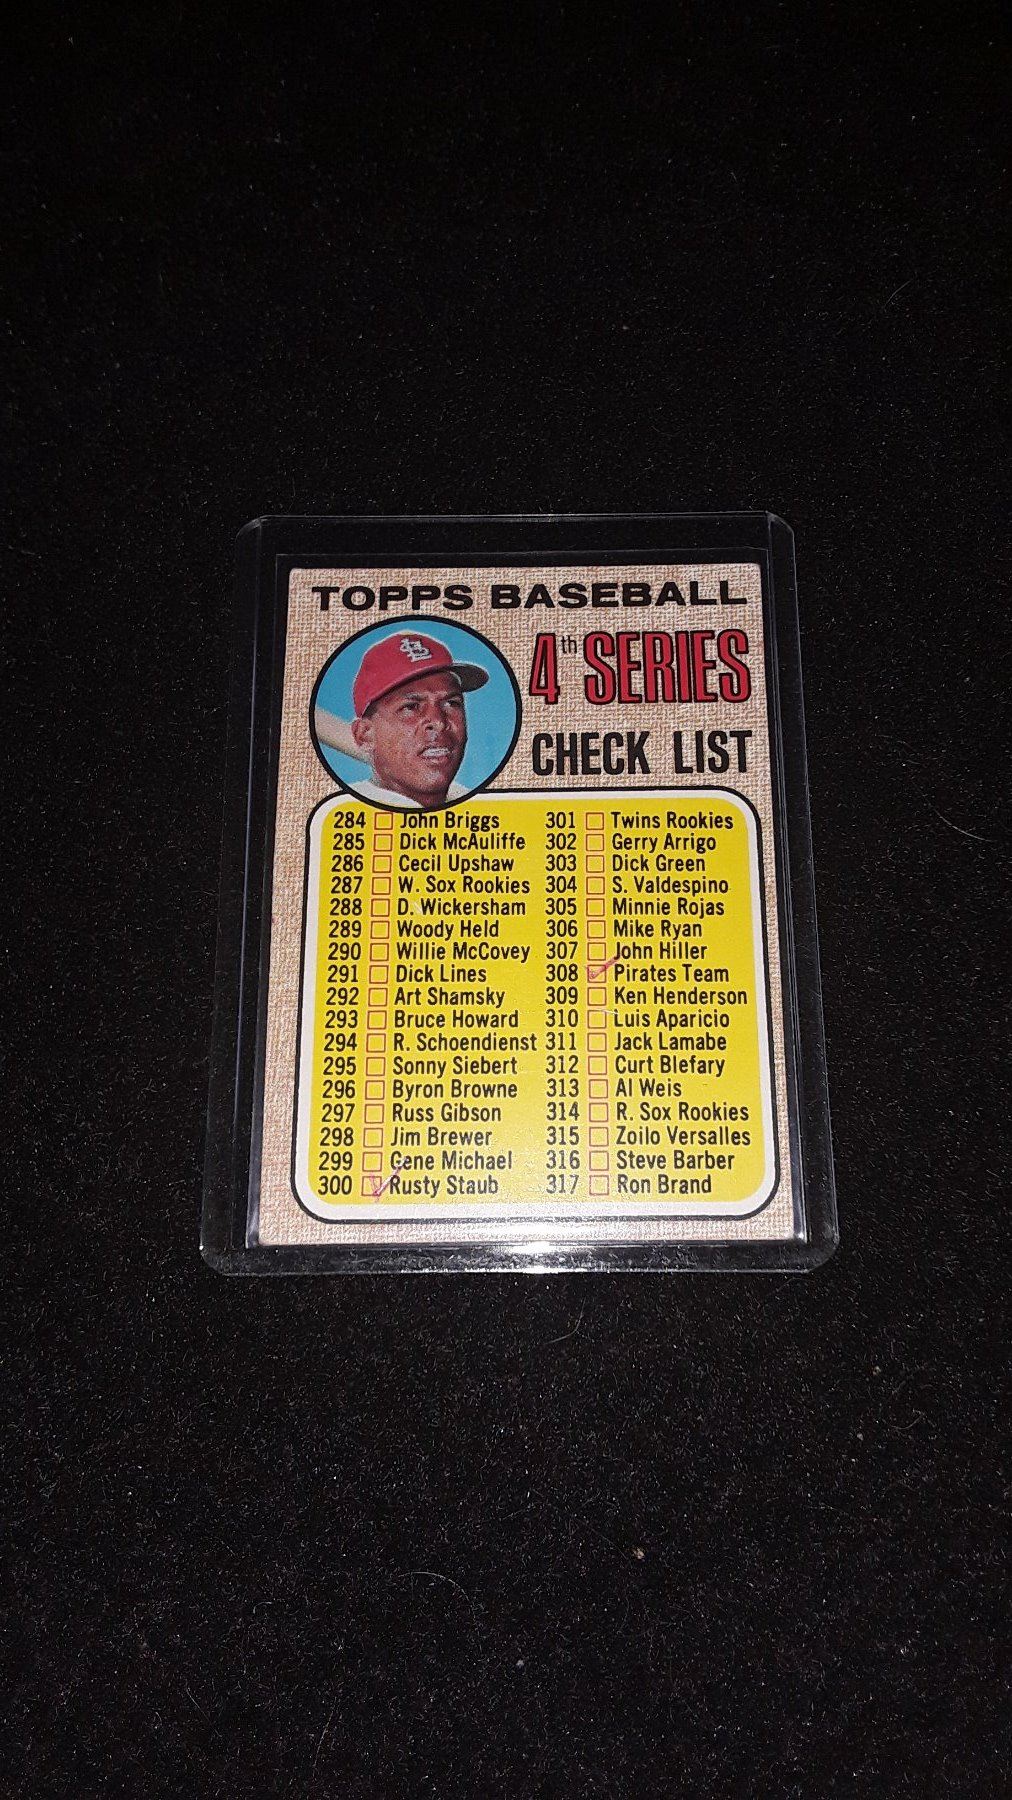 TOPPS BASEBALL
4th SERIES
CHECK LIST
StL
284 John Briggs
285 Dick McAuliffe
286 Cecil Upshaw
287 W. Sox Rookies
288 D. Wickersham
289 Woody Held
290 Willie McCovey
291 Dick Lines
292 Art Shamsky
293 Bruce Howard
294 R. Schoendienst
295 Sonny Siebert
296 Byron Browne
297 Russ Gibson
298 Jim Brewer
299 Gene Michael
300 Rusty Staub
301 Twins Rookies
302 Gerry Arrigo
303 Dick Green
304 S. Valdespino
305 Minnie Rojas
306 Mike Ryan
307 John Hiller
308 Pirates Team
309 Ken Henderson
310 Luis Aparicio
311 Jack Lamabe
312 Curt Blefary
313 Al Weis
314 R. Sox Rookies
315 Zoilo Versalles
316 Steve Barber
317 Ron Brand